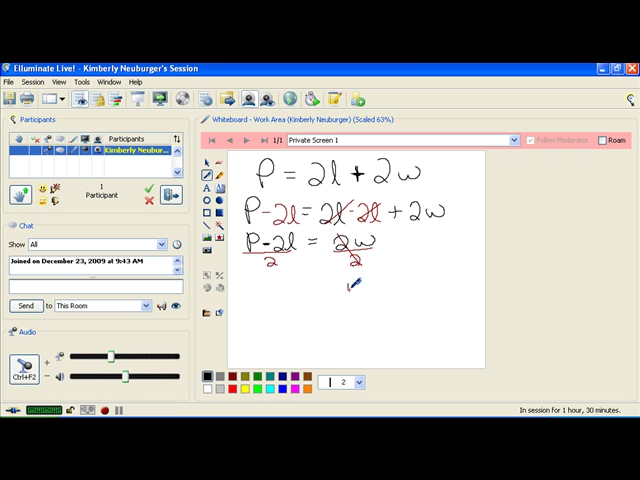 Elluminate Live! - Kimberly Neuburger's Session
File Session View Tools Window Help
Participants
Whiteboard - Work Area (Kimberly Neuburger) (Scaled 63%)
1/1 Private Screen 1 Follow Moderator Roam
Participants
Kimberly Neubur...
1
Participant
P = 2l + 2w
P - 2l = 2l - 2l + 2w
P - 2l = 2w
2 2
Chat
Show All
Joined on December 23, 2009 at 9:43 AM
Send to This Room
Audio
Ctrl+F2
2
In session for 1 hour, 30 minutes.